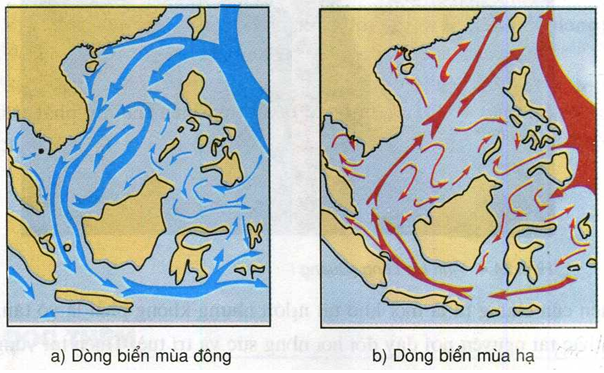 a) Dòng biển mùa đông
b) Dòng biển mùa hạ